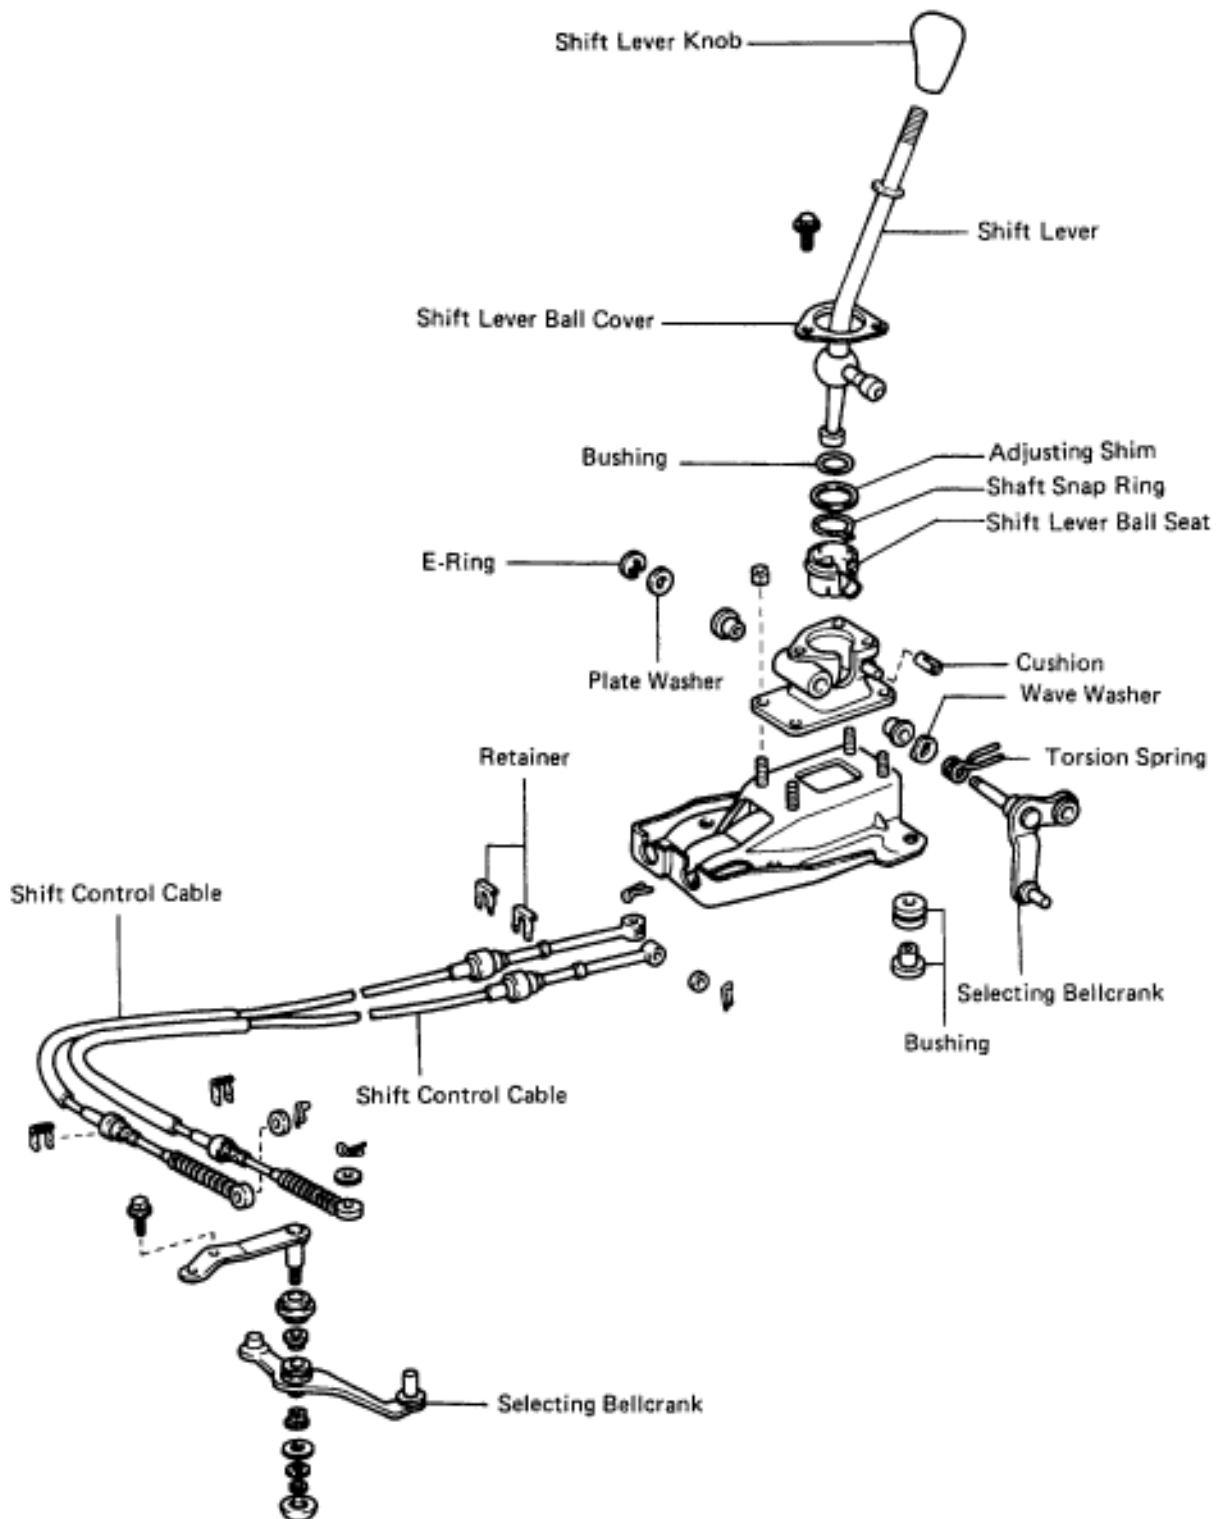 Shift Lever Knob
Shift Lever
Shift Lever Ball Cover
Bushing
Adjusting Shim
Shaft Snap Ring
Shift Lever Ball Seat
E-Ring
Plate Washer
Cushion
Wave Washer
Retainer
Torsion Spring
Shift Control Cable
Selecting Bellcrank
Bushing
Shift Control Cable
Selecting Bellcrank